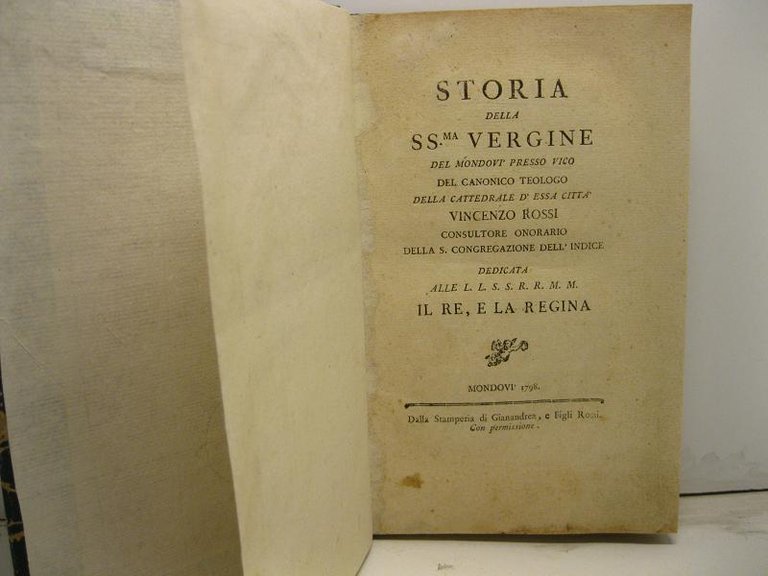 STORIA
DELLA
SS.MA VERGINE
DEL MONDOVI' PRESSO VICO
DEL CANONICO TEOLOGO
DELLA CATTEDRALE D' ESSA CITTA'
VINCENZO ROSSI
CONSULTORE ONORARIO
DELLA S. CONGREGAZIONE DELL' INDICE
DEDICATA
ALLE L. L. S. S. R. R. M. M.
IL RE, E LA REGINA
MONDOVI' 1798.
Dalla Stamperia di Gianandrea, e Figli Rossi.
Con permissione.